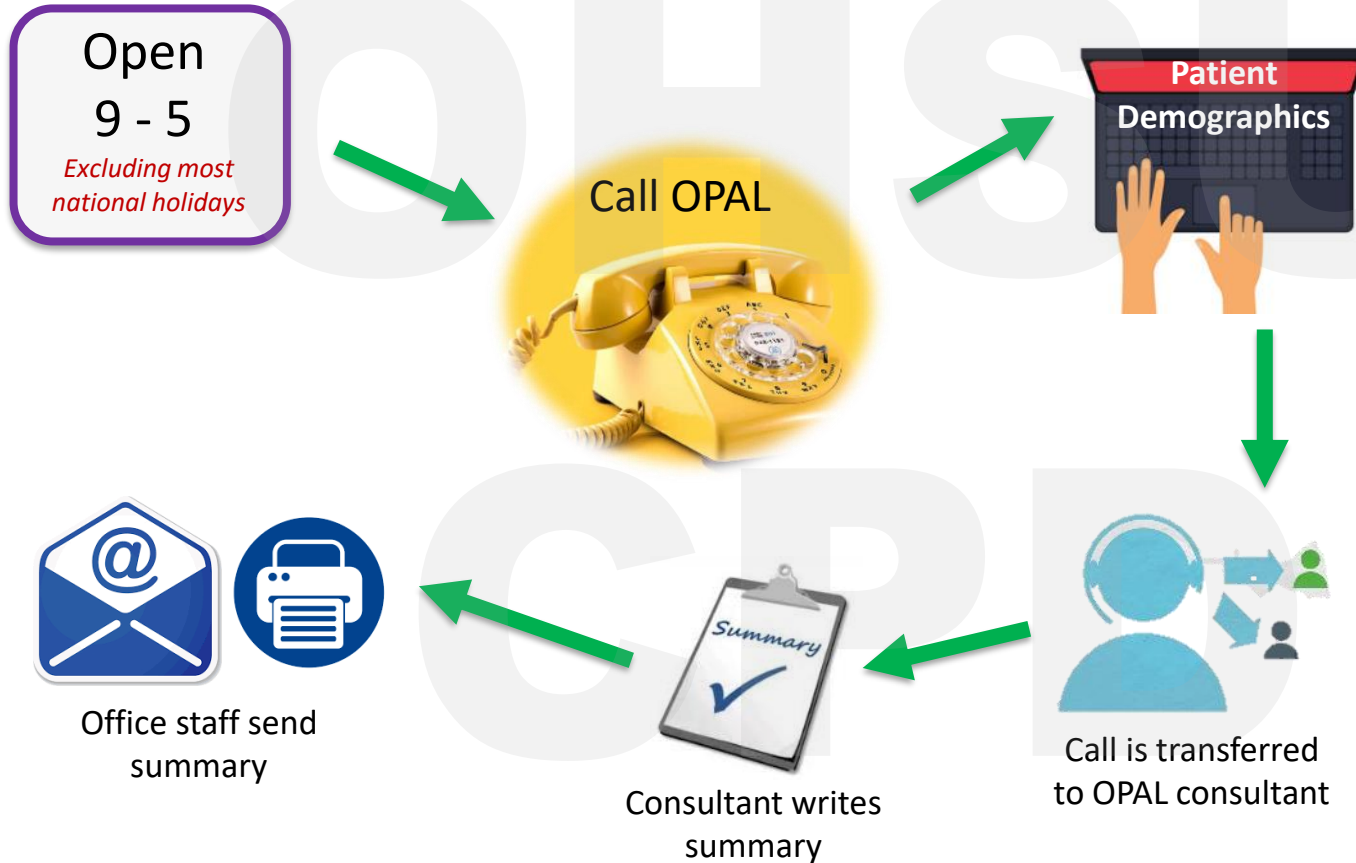 Open
9 - 5
Excluding most
national holidays
Call OPAL
Patient
Demographics
Call is transferred
to OPAL consultant
Summary
Consultant writes
summary
@
Office staff send
summary
OHSU
CPD